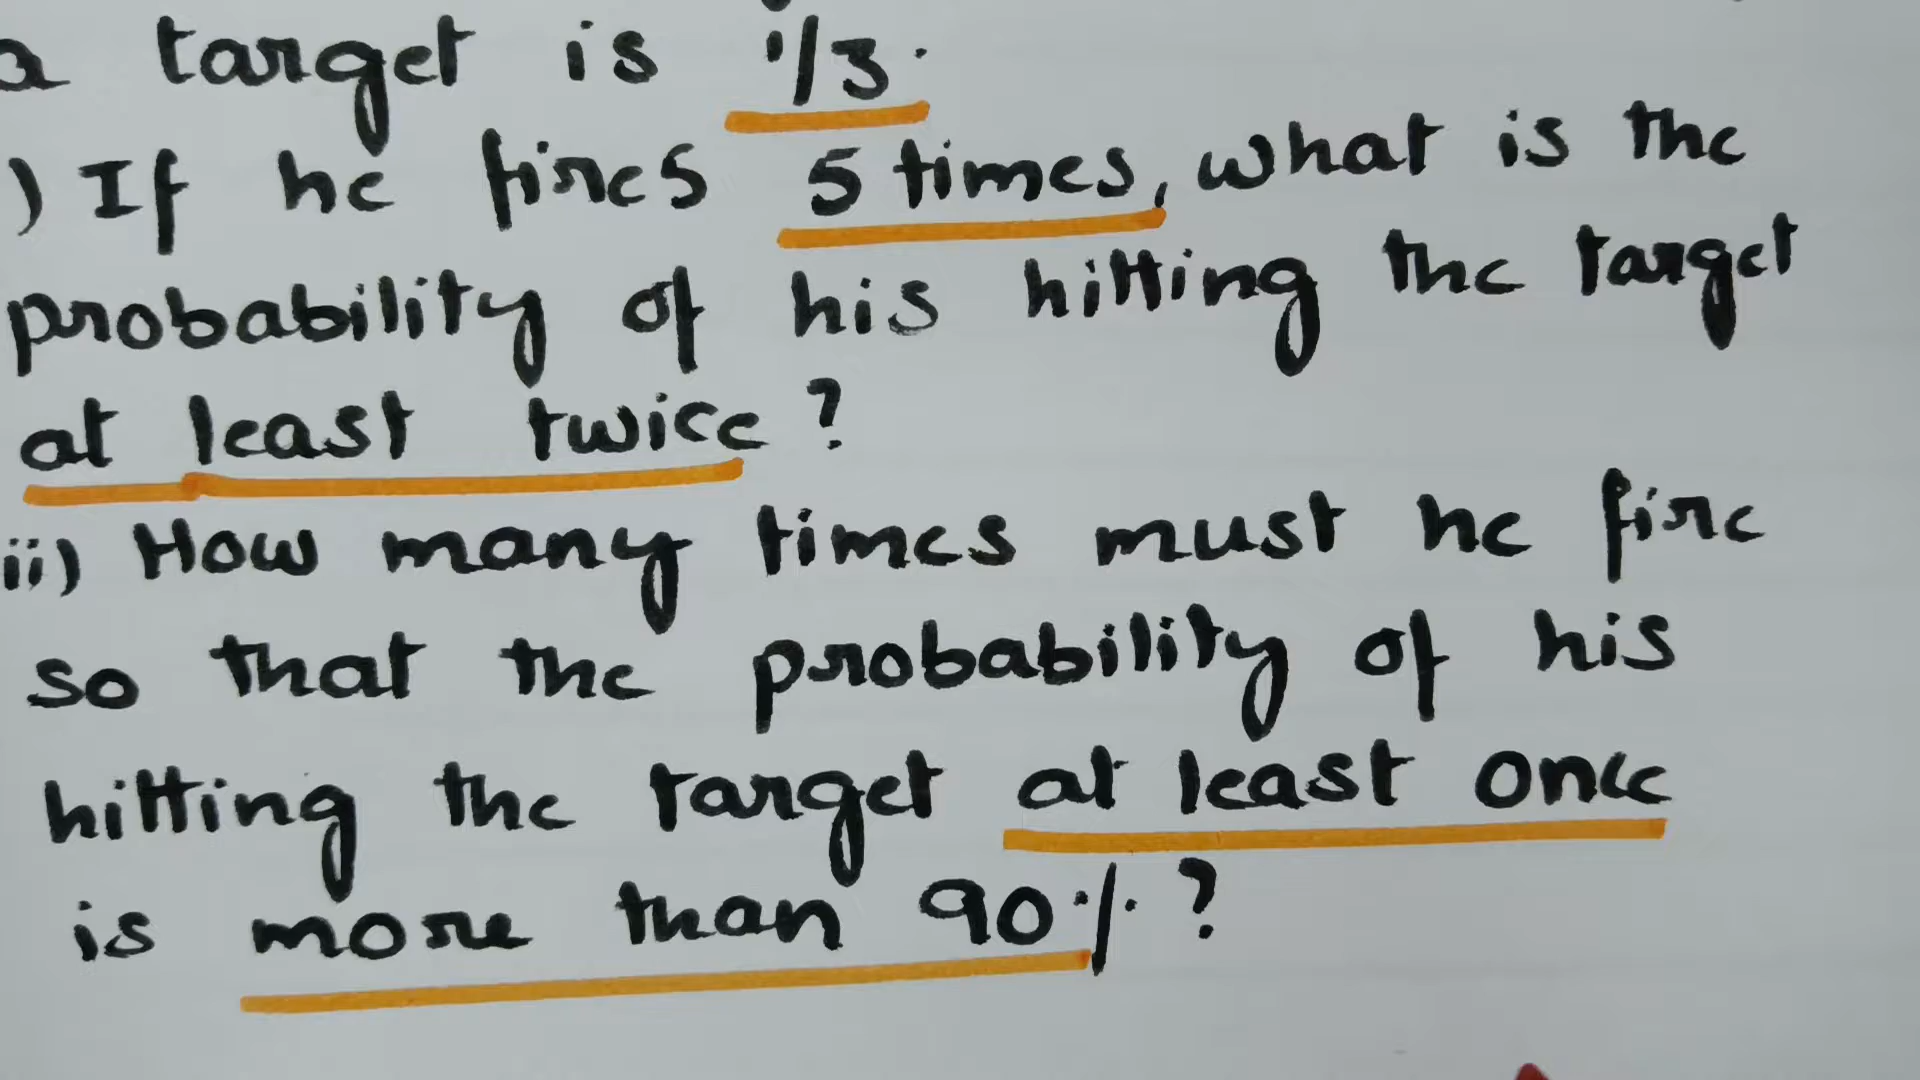 a target is 1/3.
) If he fires 5 times, what is the
probability of his hitting the target
at least twice ?
ii) How many times must he fire
so that the probability of his
hitting the target at least once
is more than 90% ?